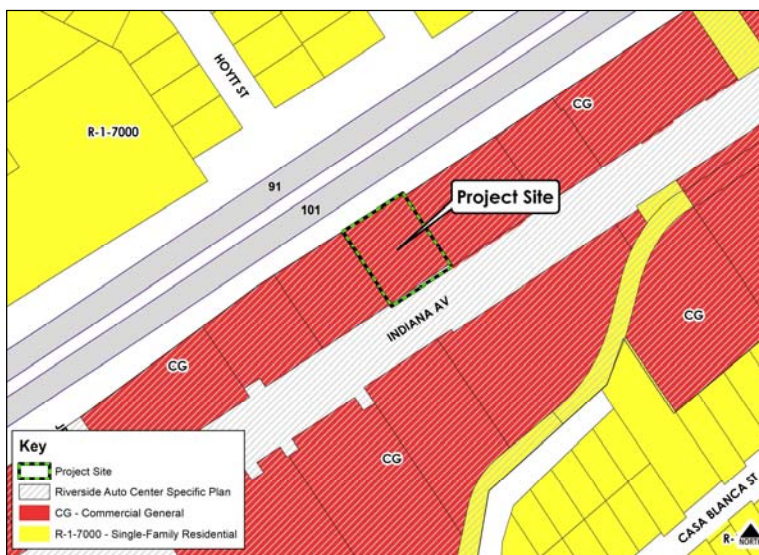 HOYTT ST
CG
R-1-7000
91
101
Project Site
INDIANA AV
CG
CG
CG
Key
Project Site
Riverside Auto Center Specific Plan
CG - Commercial General
R-1-7000 - Single-Family Residential
CASA BLANCA ST
R-
NORTH